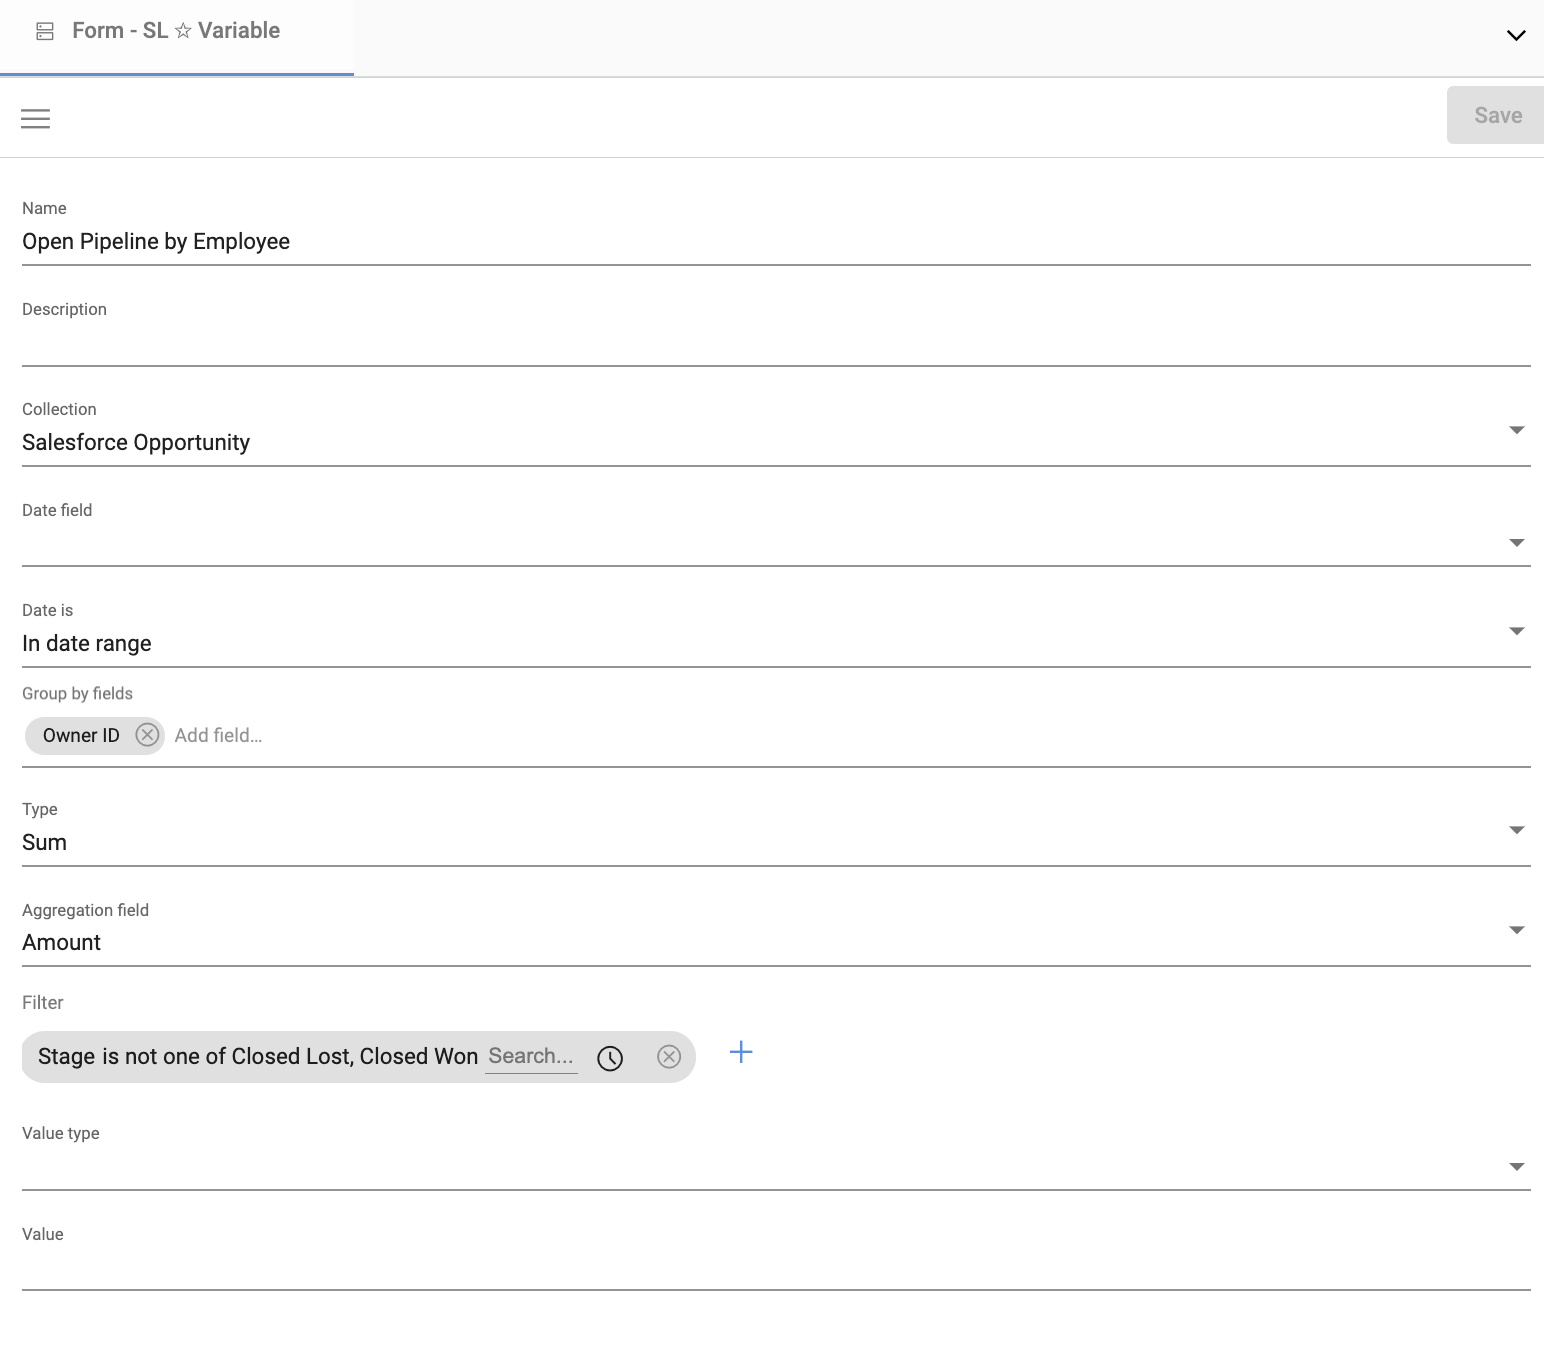 Form - SL ☆ Variable
Save
Name
Open Pipeline by Employee
Description
Collection
Salesforce Opportunity
Date field
Date is
In date range
Group by fields
Owner ID Add field...
Type
Sum
Aggregation field
Amount
Filter
Stage is not one of Closed Lost, Closed Won Search...
Value type
Value